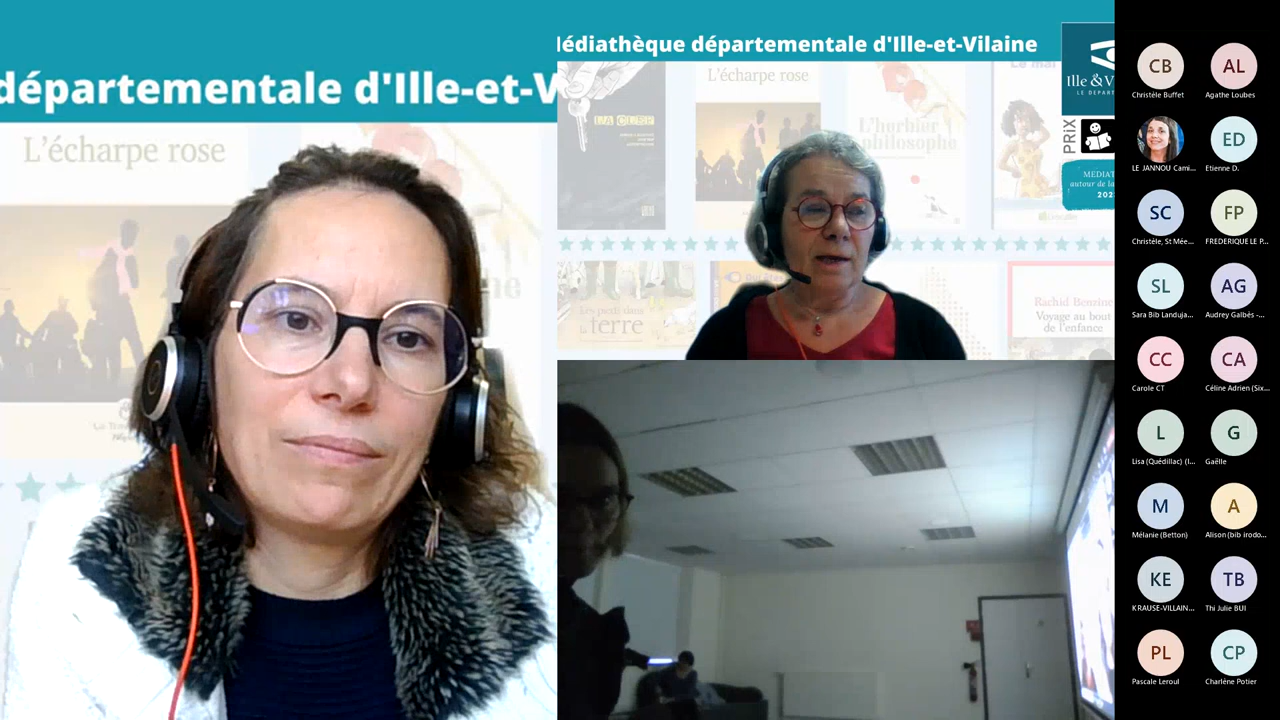 départementale d'Ille-et-V
L'écharpe rose
Médiathèque départementale d'Ille-et-Vilaine
LA CLEF
L'écharpe rose
L'herbier
philosophe
Le mal
Ille & V
LE DEPART
PRIX
MEDIAT
autour de la
Les pieds dans
la terre
Rachid Benzine
Voyage au bout
de l'enfance
CB
AL
Christèle Buffet
Agathe Loubes
ED
LE JANNOU Cami...
Etienne D.
SC
FP
Christèle, St Mée...
FREDERIQUE LE P...
SL
AG
Sara Bib Landuja...
Audrey Galbès -...
CC
CA
Carole CT
Céline Adrien (Six...
L
G
Lisa (Quédillac) (I...
Gaëlle
M
A
Mélanie (Betton)
Alison (bib irodo...
KE
TB
KRAUSE-VILLAIN...
Thi Julie BUI
PL
CP
Pascale Leroul
Charlène Potier